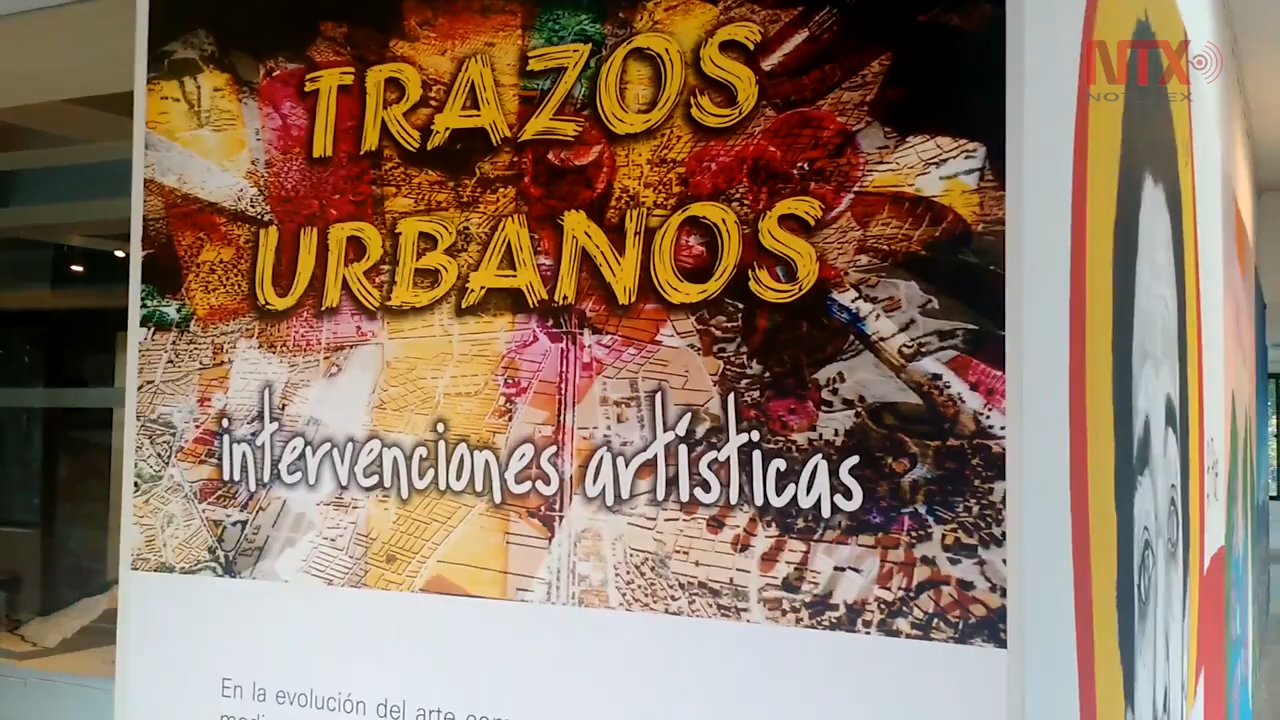 NTX
NOTIMEX
TRAZOS
URBANOS
intervenciones artísticas
En la evolución del arte